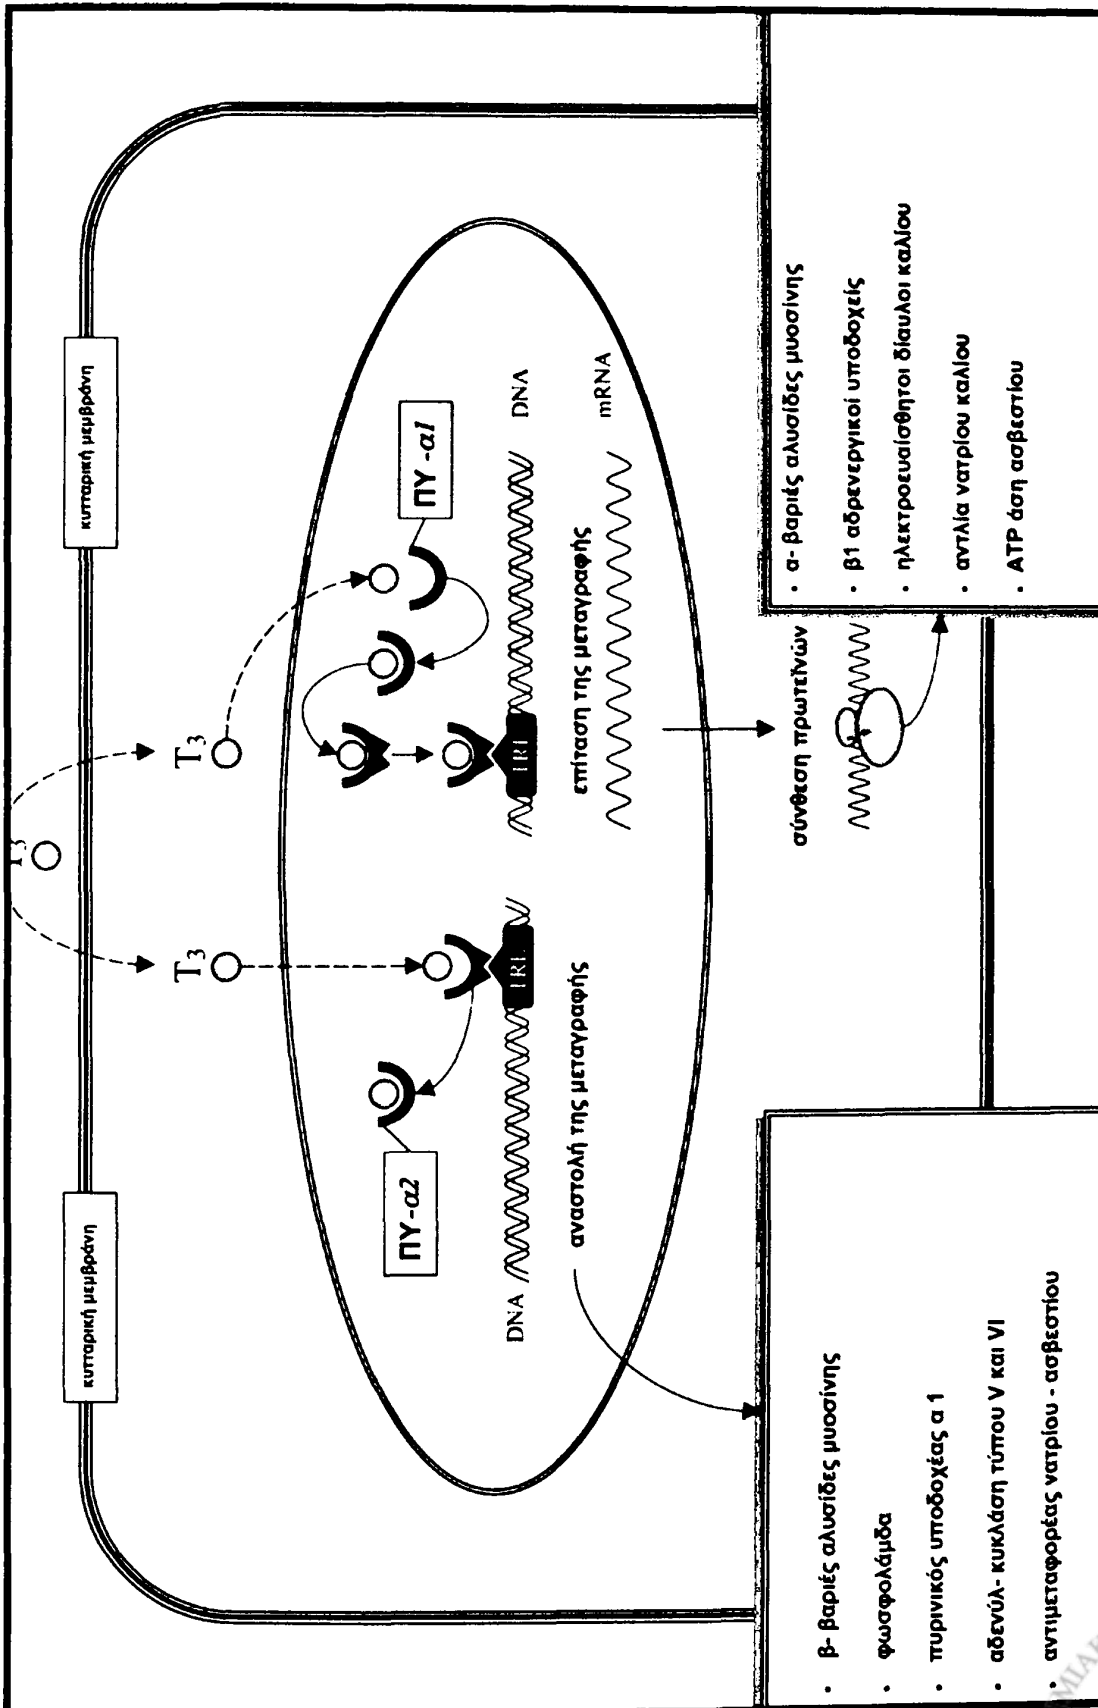 T3
κυτταρική μεμβράνη
κυτταρική μεμβράνη
T3
T3
ΠΥ-α2
ΠΥ-α1
TRE
TRE
DNA
DNA
αναστολή της μεταγραφής
επίταση της μεταγραφής
mRNA
σύνθεση πρωτεϊνών
· β- βαριές αλυσίδες μυοσίνης
· φωσφολάμδα
· πυρινικός υποδοχέας α 1
· αδενύλ- κυκλάση τύπου V και VI
· αντιμεταφορέας νατρίου - ασβεστίου
· α- βαριές αλυσίδες μυοσίνης
· β1 αδρενεργικοί υποδοχείς
· ηλεκτροευαίσθητοι δίαυλοι καλίου
· αντλία νατρίου καλίου
· ATP άση ασβεστίου